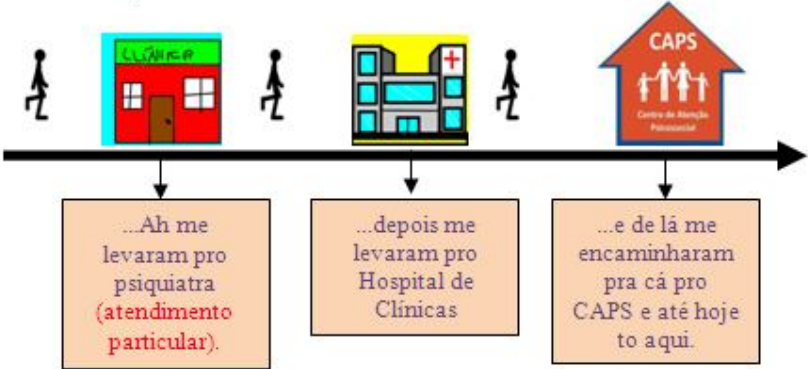 CLÍNICA
CAPS
Centro de Atenção
Psicossocial
...Ah me
levaram pro
psiquiatra
(atendimento
particular).
...depois me
levaram pro
Hospital de
Clínicas
...e de lá me
encaminharam
pra cá pro
CAPS e até hoje
to aqui.